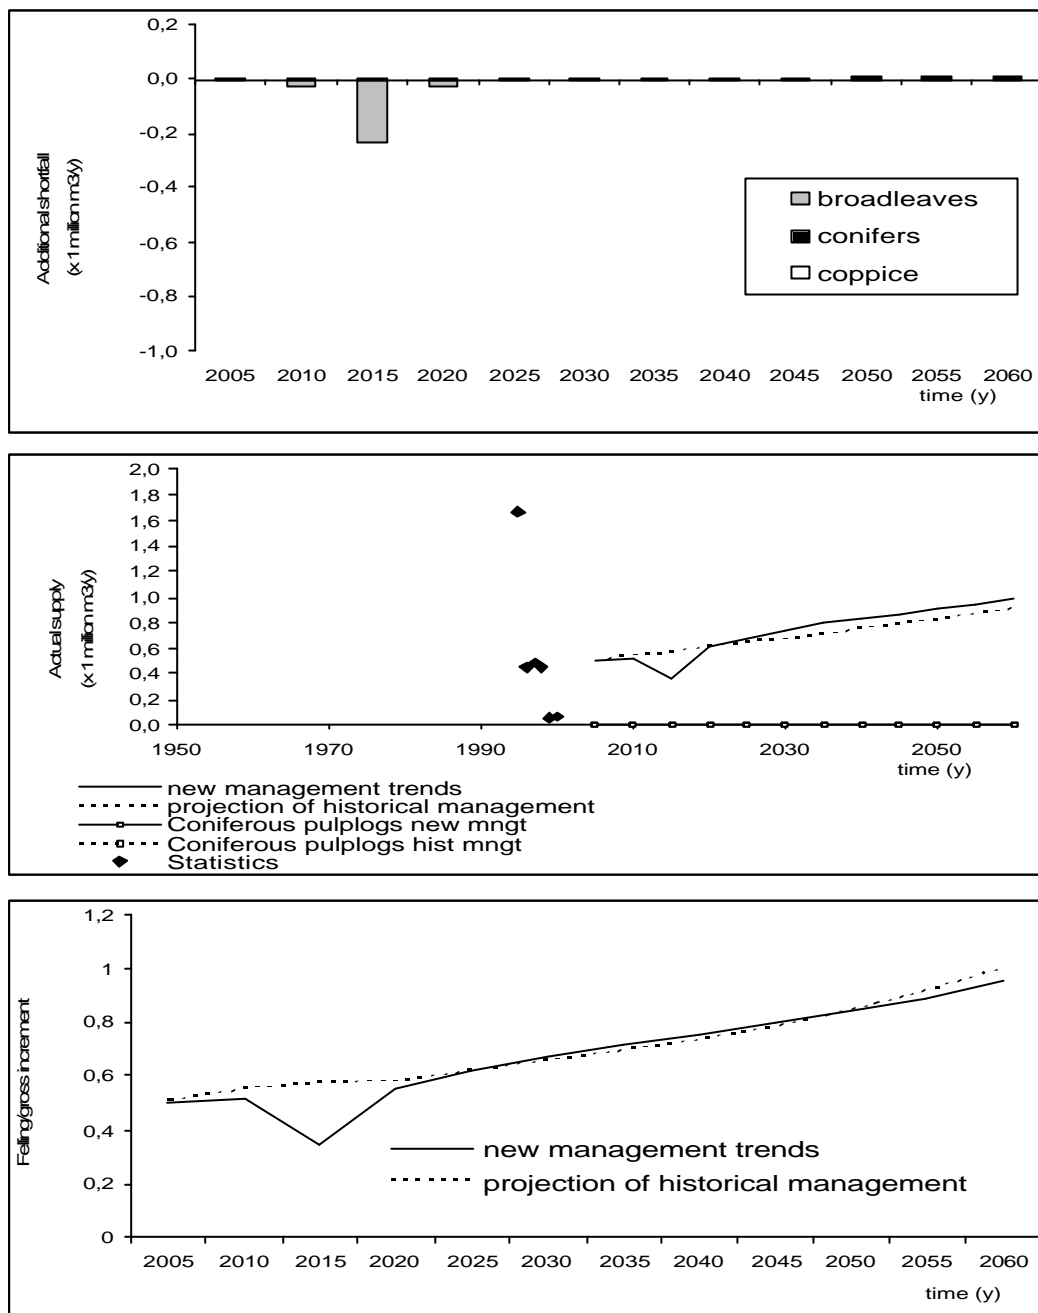 0,2
0,0
-0,2
-0,4
-0,6
-0,8
-1,0
Additional shortfall
(x 1 million m3/y)
broadleaves
conifers
coppice
2005 2010 2015 2020 2025 2030 2035 2040 2045 2050 2055 2060
time (y)
2,0
1,8
1,6
1,4
1,2
1,0
0,8
0,6
0,4
0,2
0,0
Actual supply
(x 1 million m3/y)
1950 1970 1990 2010 2030 2050
time (y)
new management trends
projection of historical management
Coniferous pulplogs new mngt
Coniferous pulplogs hist mngt
Statistics
1,2
1
0,8
0,6
0,4
0,2
0
Felling/gross increment
new management trends
projection of historical management
2005 2010 2015 2020 2025 2030 2035 2040 2045 2050 2055 2060
time (y)